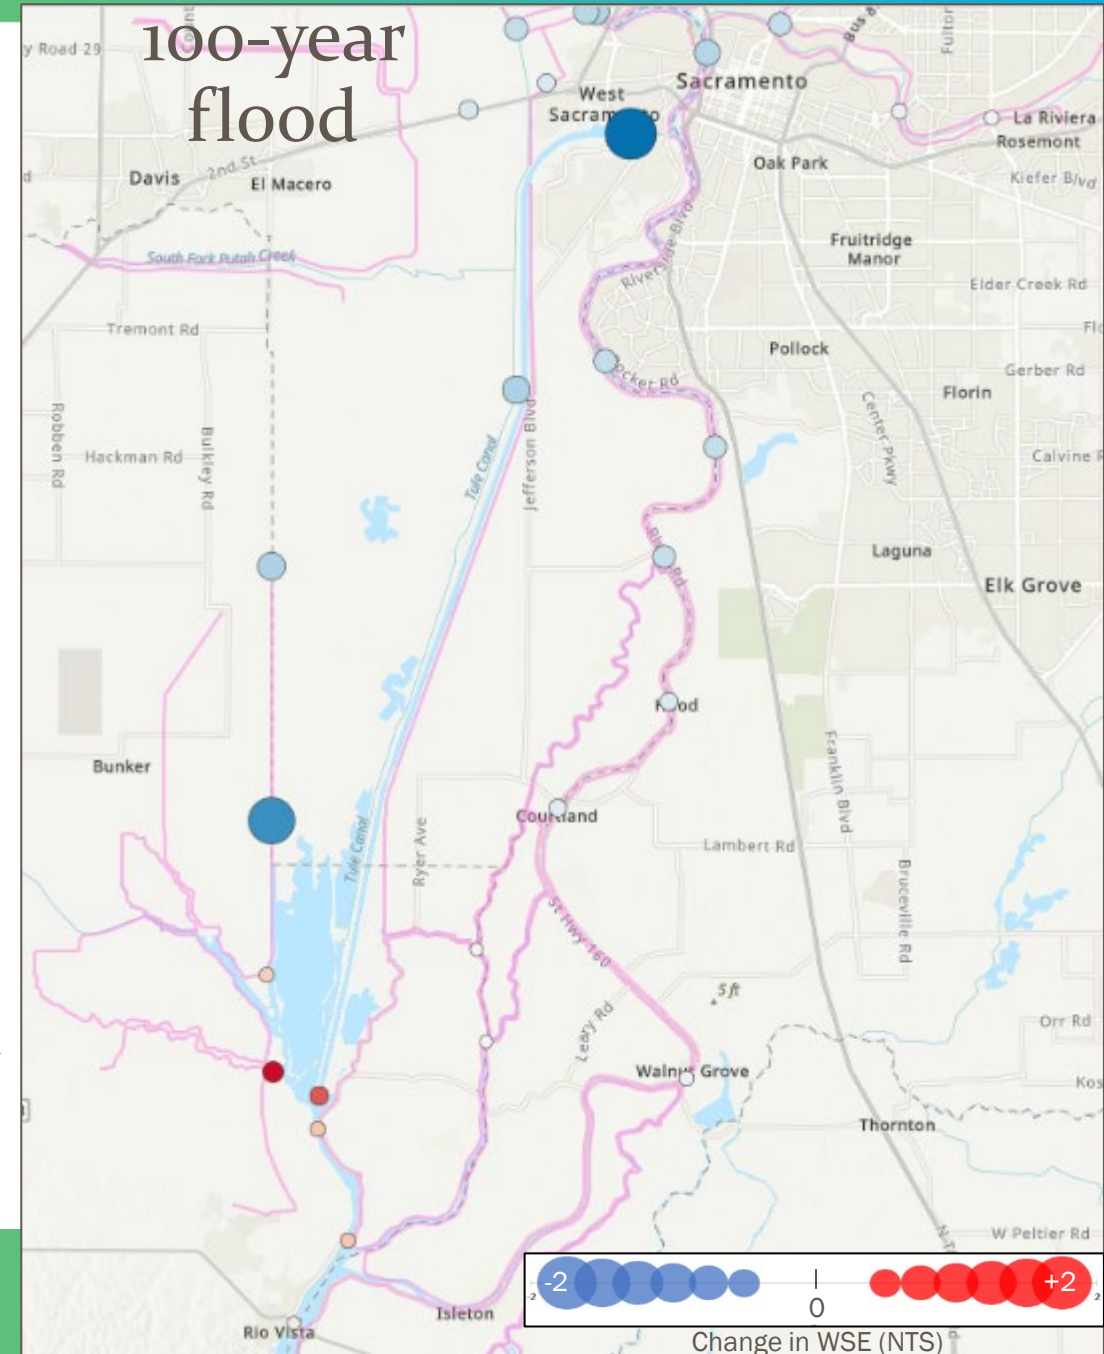 100-year
flood
y Road 29
Sacramento
West
La Riviera
Rosemont
Oak Park
Kiefer Blvd
Davis
2nd St
El Macero
Fruitridge
Manor
South Fork Putah Creek
Riverside Blvd
Elder Creek Rd
Tremont Rd
Pollock
Gerber Rd
Florin
Center Pkwy
Robben Rd
Bulkley Rd
Hackman Rd
Jefferson Blvd
Tule Canal
Calvine
Laguna
Elk Grove
Bunker
Franklin Blvd
Tule Canal
Ryer Ave
Lambert Rd
Bruceville Rd
St Hwy 160
5 ft
Leary Rd
Orr Rd
Walnut Grove
Kos
Thornton
W Peltier Rd
-2
+2
0
Isleton
Rio Vista
Change in WSE (NTS)